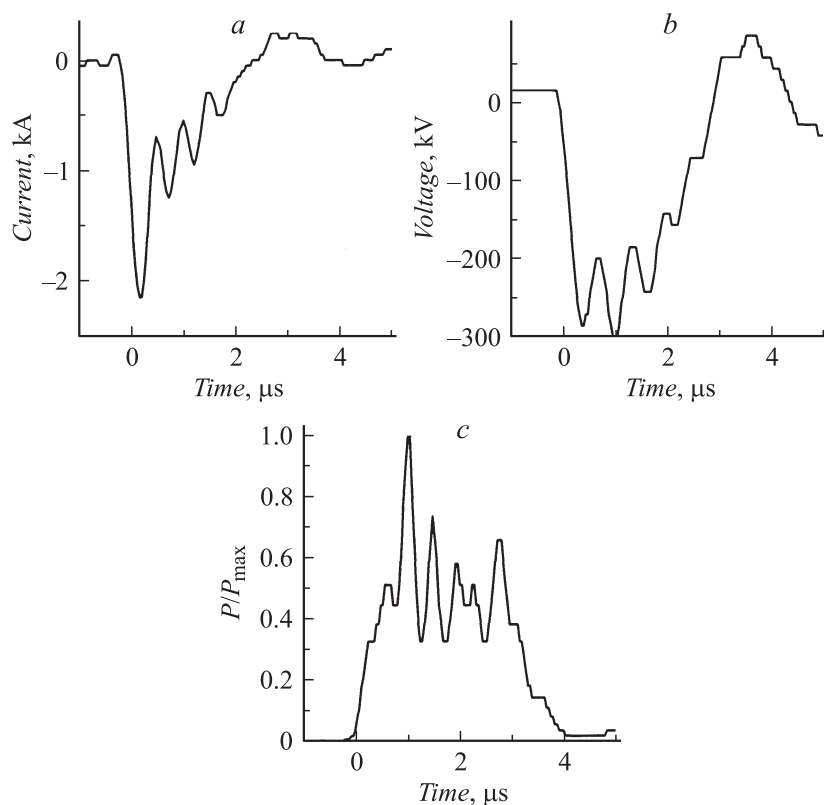 a
0
−1
−2
Current, kA
0
2
4
Time, μs
b
0
−100
−200
−300
Voltage, kV
0
2
4
Time, μs
c
1.0
0.8
0.6
0.4
0.2
0
P/Pmax
0
2
4
Time, μs